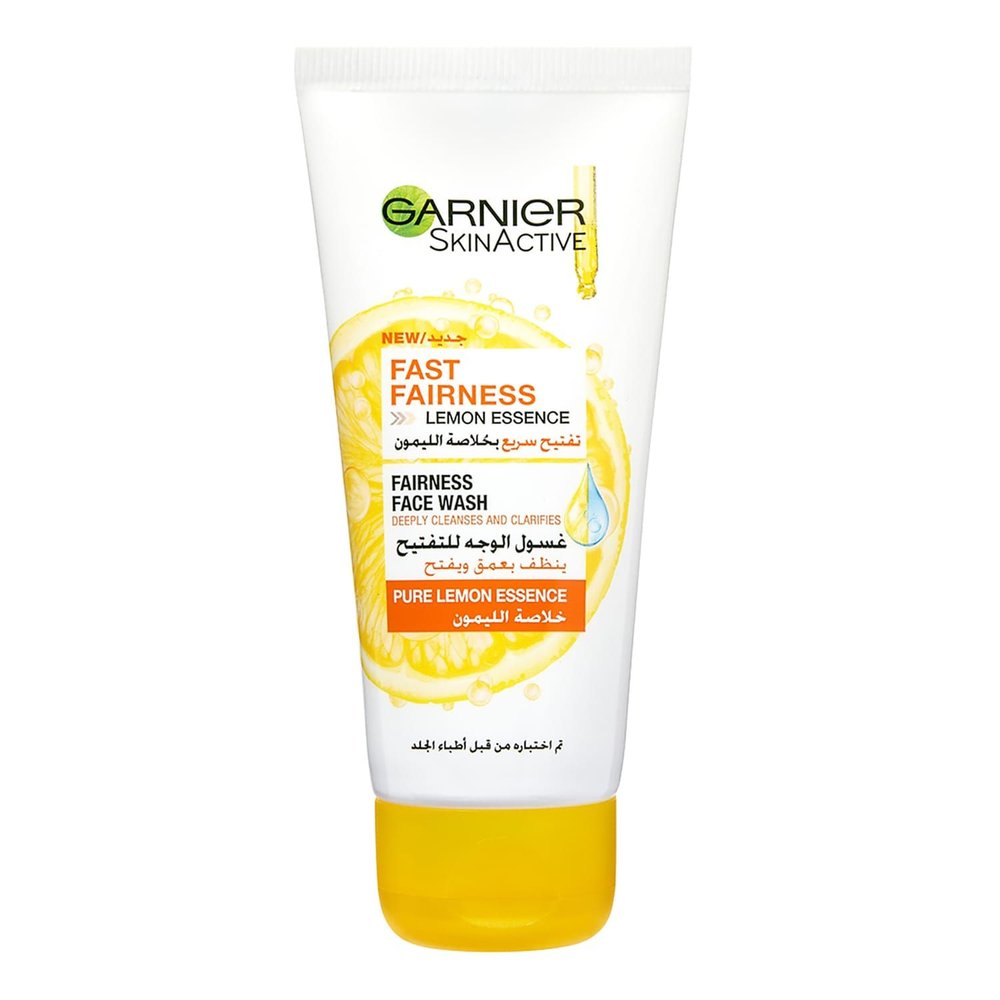 GARNIER
SKINACTIVE
NEW/جديد
FAST
FAIRNESS
LEMON ESSENCE
تفتيح سريع بخلاصة الليمون
FAIRNESS
FACE WASH
DEEPLY CLEANSES AND CLARIFIES
غسول الوجه للتفتيح
ينظف بعمق ويفتح
PURE LEMON ESSENCE
خلاصة الليمون
تم اختباره من قبل أطباء الجلد